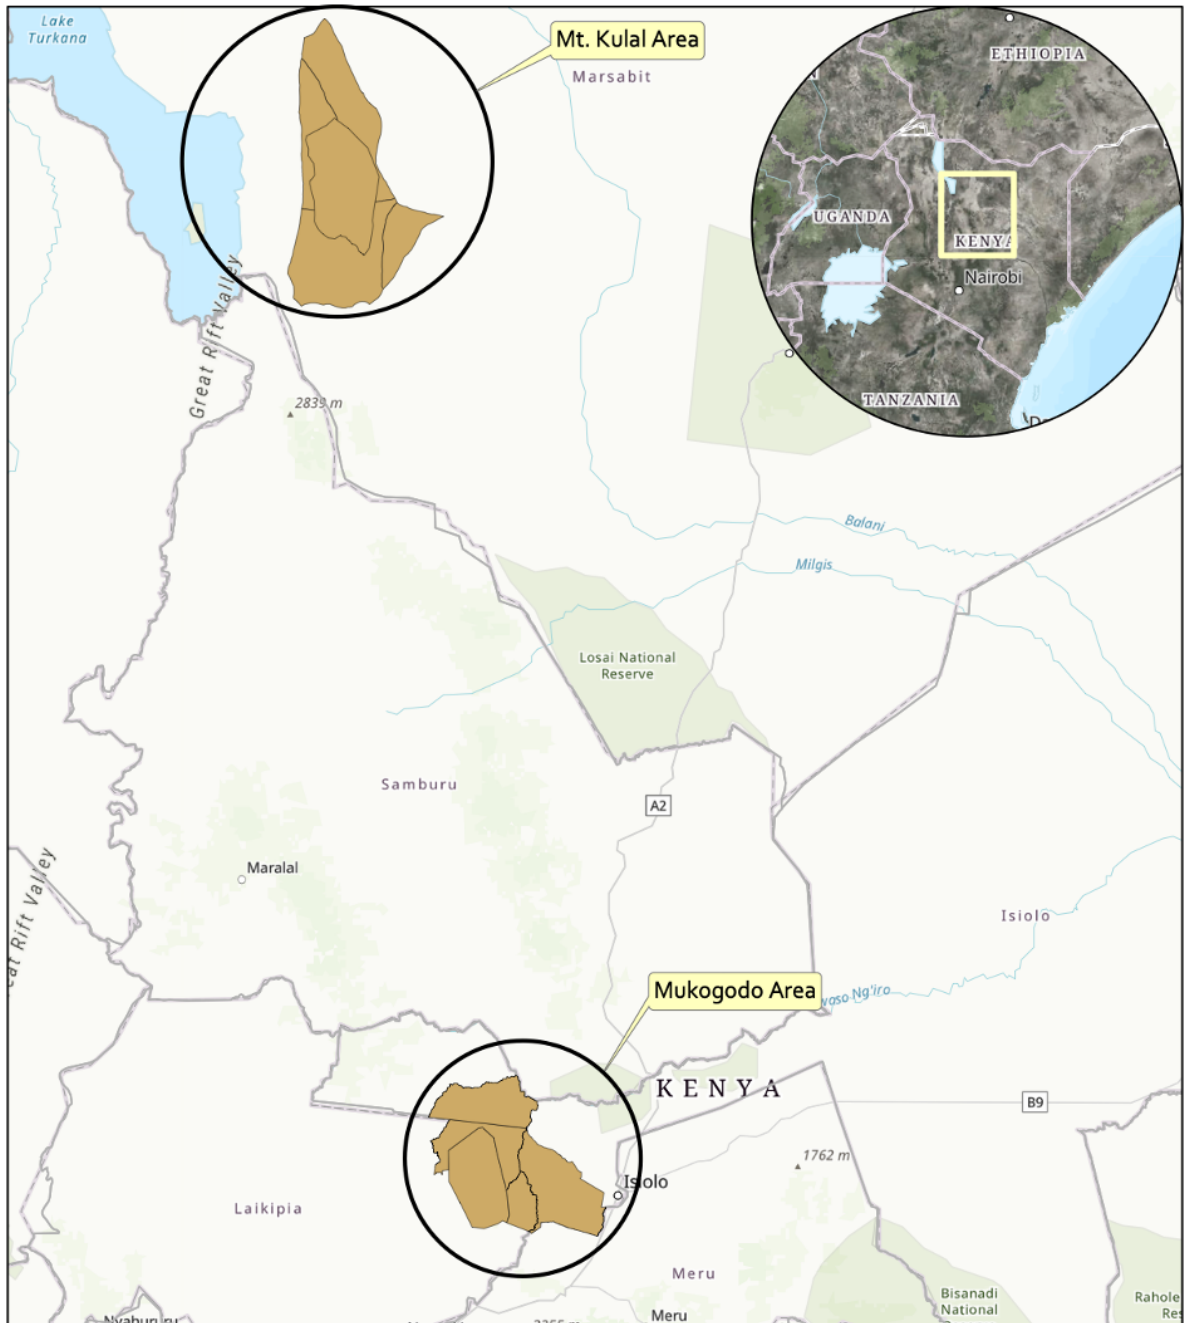 Lake
Turkana
Mt. Kulal Area
Marsabit
ETHIOPIA
UGANDA
KENYA
Nairobi
TANZANIA
Great Rift Valley
2839 m
Balani
Milgis
Losai National
Reserve
Samburu
A2
Maralal
Isiolo
Rift Valley
Mukogodo Area
Ng'iro
KENYA
B9
1762 m
Isiolo
Laikipia
Meru
Bisanadi
National
Rahole
Meru